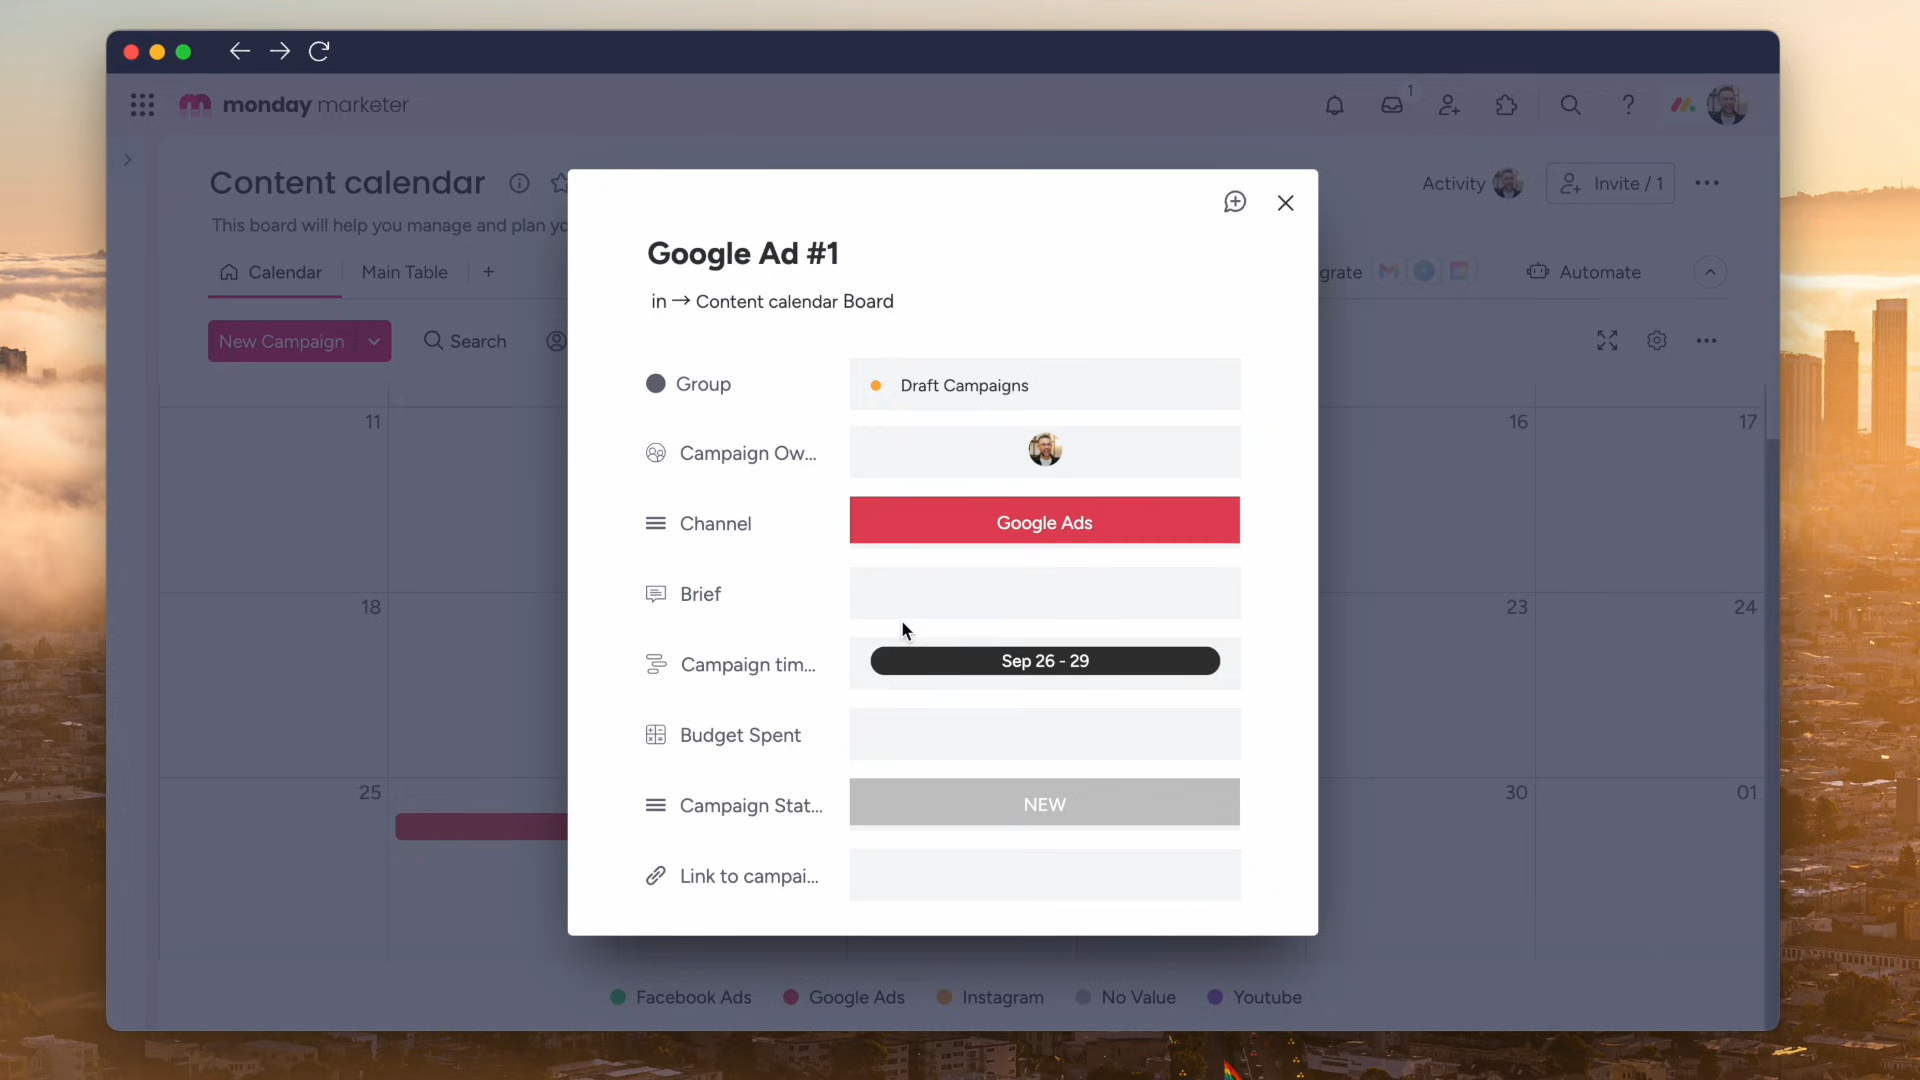 monday marketer
1
Content calendar
Activity
Invite / 1
This board will help you manage and plan yo
Calendar
Main Table
+
grate
Automate
New Campaign
Search
11
16
17
18
23
24
25
30
01
Google Ad #1
in → Content calendar Board
Group
Draft Campaigns
Campaign Ow...
Channel
Google Ads
Brief
Campaign tim...
Sep 26 - 29
Budget Spent
Campaign Stat...
NEW
Link to campai...
Facebook Ads
Google Ads
Instagram
No Value
Youtube